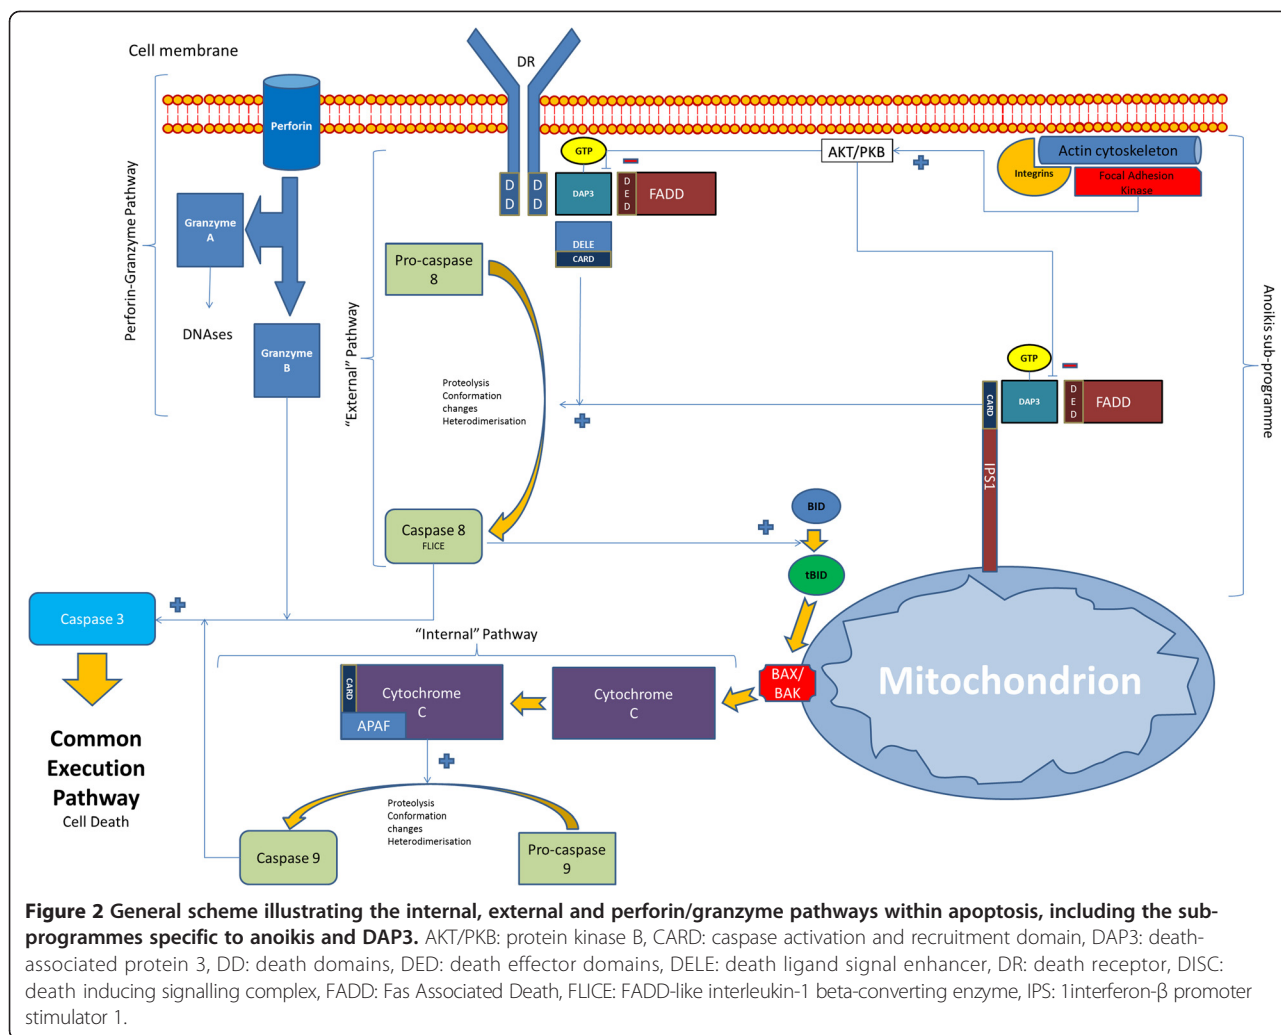 Cell membrane
DR
Perforin
GTP
AKT/PKB
Actin cytoskeleton
Integrins
Focal Adhesion
Kinase
D
D
D
D
DAP3
D
E
D
FADD
Granzyme
A
DELE
CARD
Pro-caspase
8
Perforin-Granzyme Pathway
"External" Pathway
Anoikis sub-programme
DNAses
Granzyme
B
GTP
Proteolysis
Conformation
changes
Heterodimerisation
CARD
DAP3
D
E
D
FADD
IPS1
BID
Caspase 8
FLICE
tBID
Caspase 3
"Internal" Pathway
CARD
Cytochrome
C
APAF
Cytochrome
C
BAX/
BAK
Mitochondrion
Common
Execution
Pathway
Cell Death
Proteolysis
Conformation
changes
Heterodimerisation
Caspase 9
Pro-caspase
9
Figure 2 General scheme illustrating the internal, external and perforin/granzyme pathways within apoptosis, including the sub-
programmes specific to anoikis and DAP3. AKT/PKB: protein kinase B, CARD: caspase activation and recruitment domain, DAP3: death-
associated protein 3, DD: death domains, DED: death effector domains, DELE: death ligand signal enhancer, DR: death receptor, DISC:
death inducing signalling complex, FADD: Fas Associated Death, FLICE: FADD-like interleukin-1 beta-converting enzyme, IPS: 1interferon-β promoter
stimulator 1.